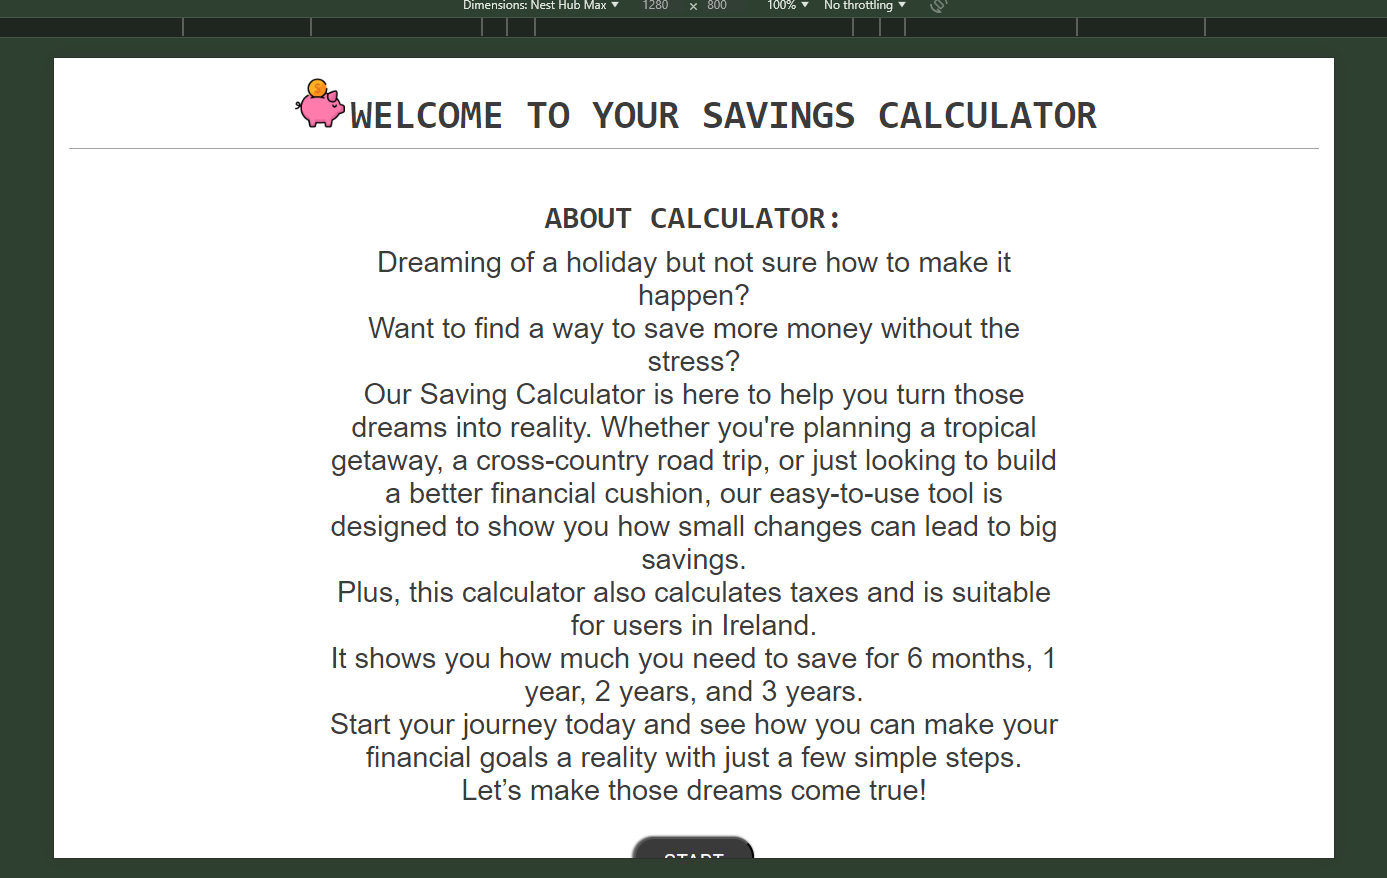 Dimensions: Nest Hub Max ▼ 1280 × 800 100% ▼ No throttling ▼
WELCOME TO YOUR SAVINGS CALCULATOR
ABOUT CALCULATOR:
Dreaming of a holiday but not sure how to make it
happen?
Want to find a way to save more money without the
stress?
Our Saving Calculator is here to help you turn those
dreams into reality. Whether you're planning a tropical
getaway, a cross-country road trip, or just looking to build
a better financial cushion, our easy-to-use tool is
designed to show you how small changes can lead to big
savings.
Plus, this calculator also calculates taxes and is suitable
for users in Ireland.
It shows you how much you need to save for 6 months, 1
year, 2 years, and 3 years.
Start your journey today and see how you can make your
financial goals a reality with just a few simple steps.
Let’s make those dreams come true!
START